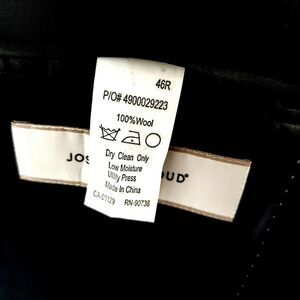 46R
P/O# 4900029223
100%Wool
Dry Clean Only
Low Moisture
Utility Press
Made In China
CA-01129 RN-90736
JOS OUD®